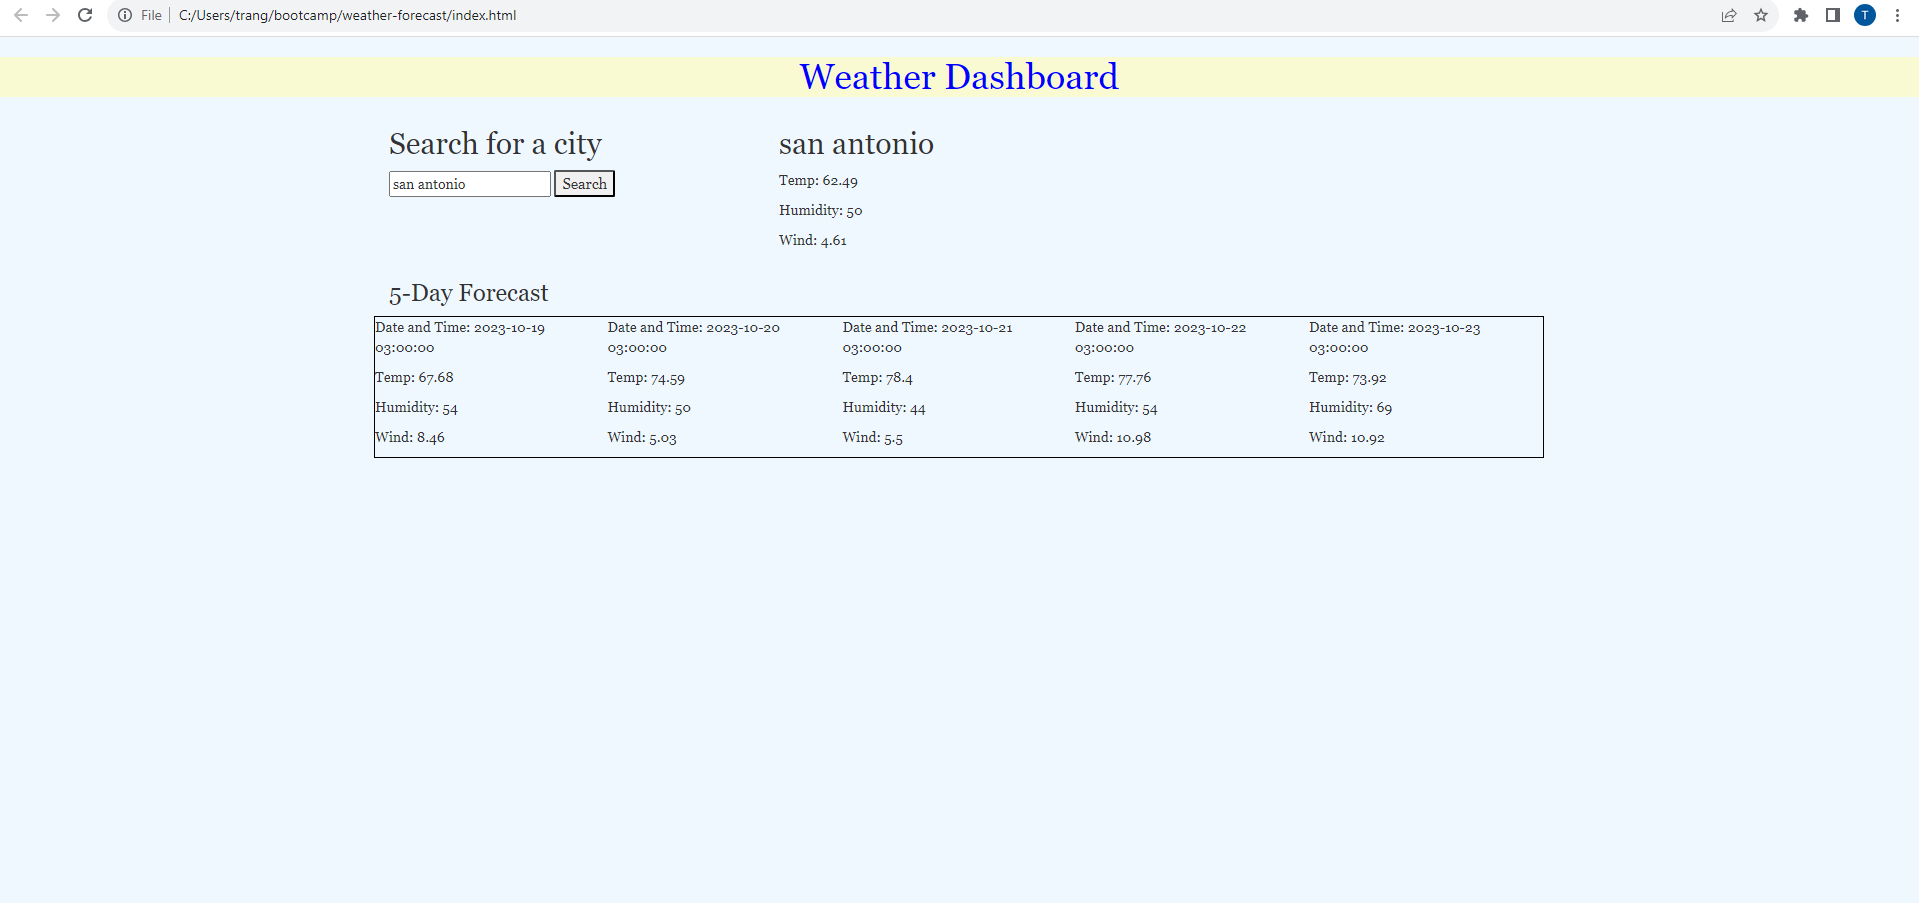 File C:/Users/trang/bootcamp/weather-forecast/index.html
T
Weather Dashboard
Search for a city
san antonio Search
san antonio
Temp: 62.49
Humidity: 50
Wind: 4.61
5-Day Forecast
Date and Time: 2023-10-19
03:00:00
Temp: 67.68
Humidity: 54
Wind: 8.46
Date and Time: 2023-10-20
03:00:00
Temp: 74.59
Humidity: 50
Wind: 5.03
Date and Time: 2023-10-21
03:00:00
Temp: 78.4
Humidity: 44
Wind: 5.5
Date and Time: 2023-10-22
03:00:00
Temp: 77.76
Humidity: 54
Wind: 10.98
Date and Time: 2023-10-23
03:00:00
Temp: 73.92
Humidity: 69
Wind: 10.92